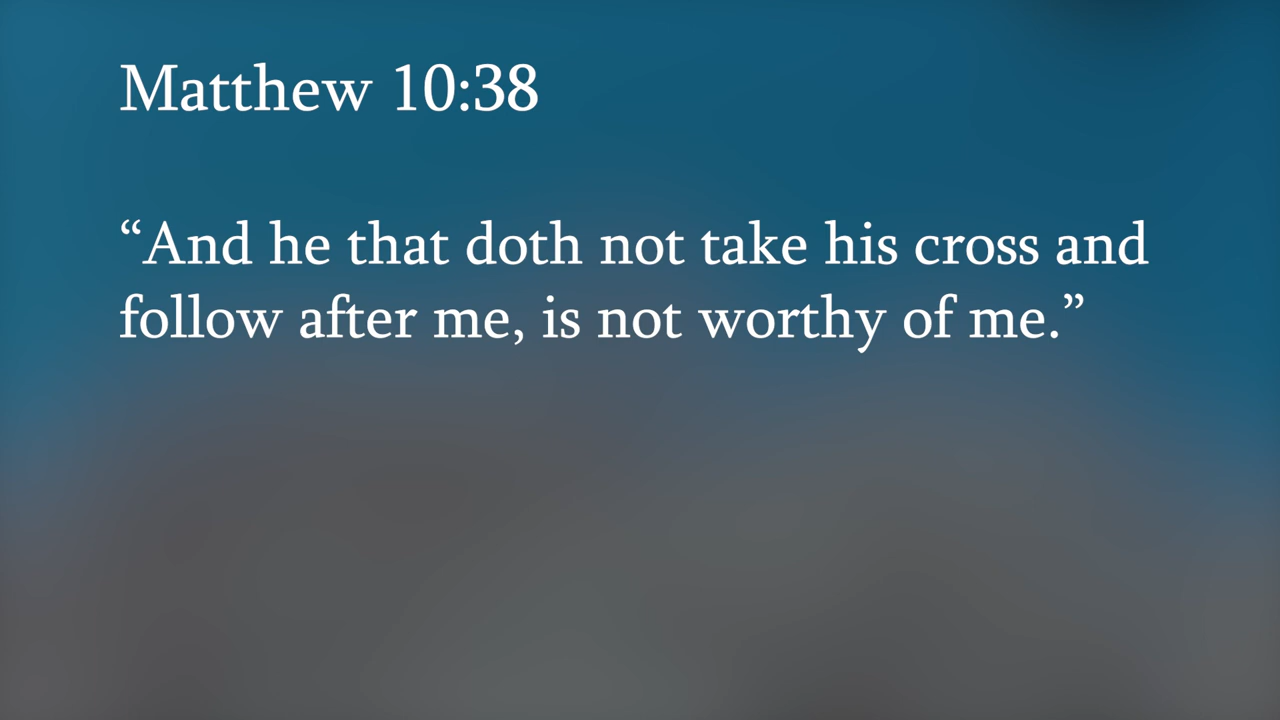 Matthew 10:38
“And he that doth not take his cross and
follow after me, is not worthy of me.”